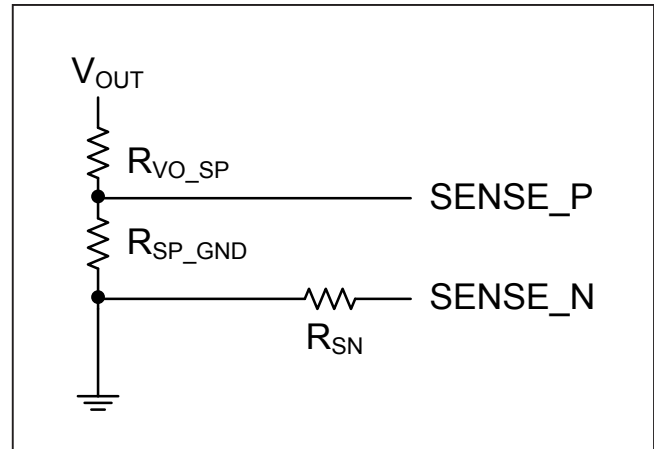 VOUT
RVO_SP
SENSE_P
RSP_GND
SENSE_N
RSN